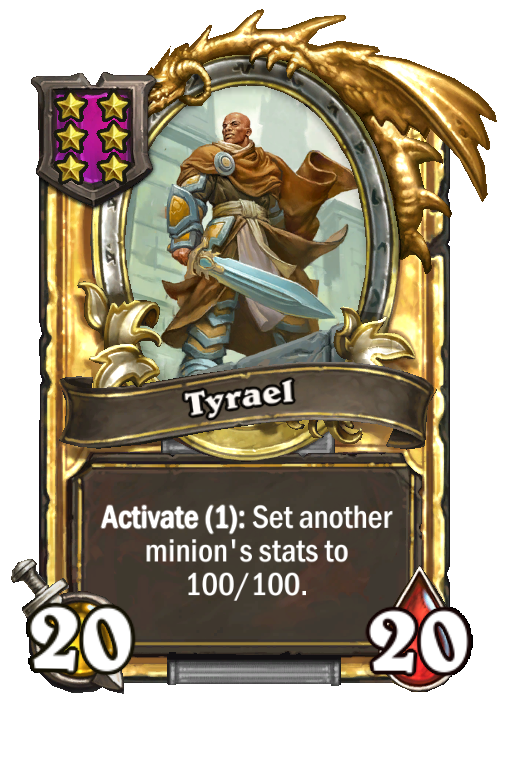 Tyrael
Activate (1): Set another
minion's stats to
100/100.
20
20